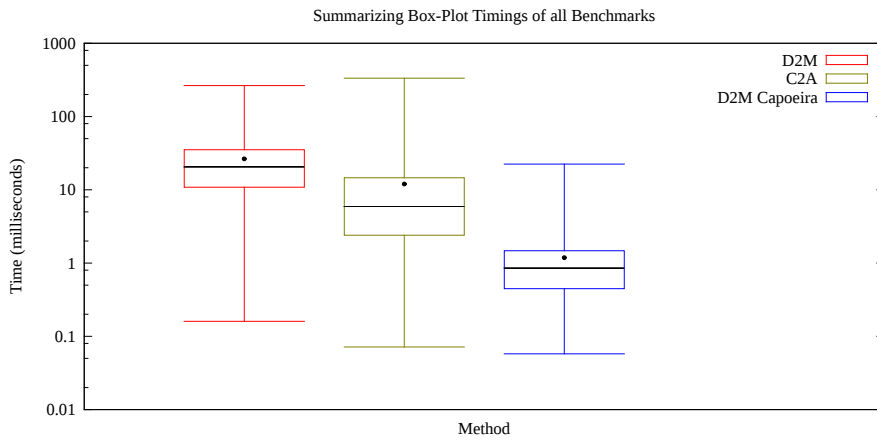 Summarizing Box-Plot Timings of all Benchmarks
1000
100
10
1
0.1
0.01
Time (milliseconds)
Method
D2M
C2A
D2M Capoeira